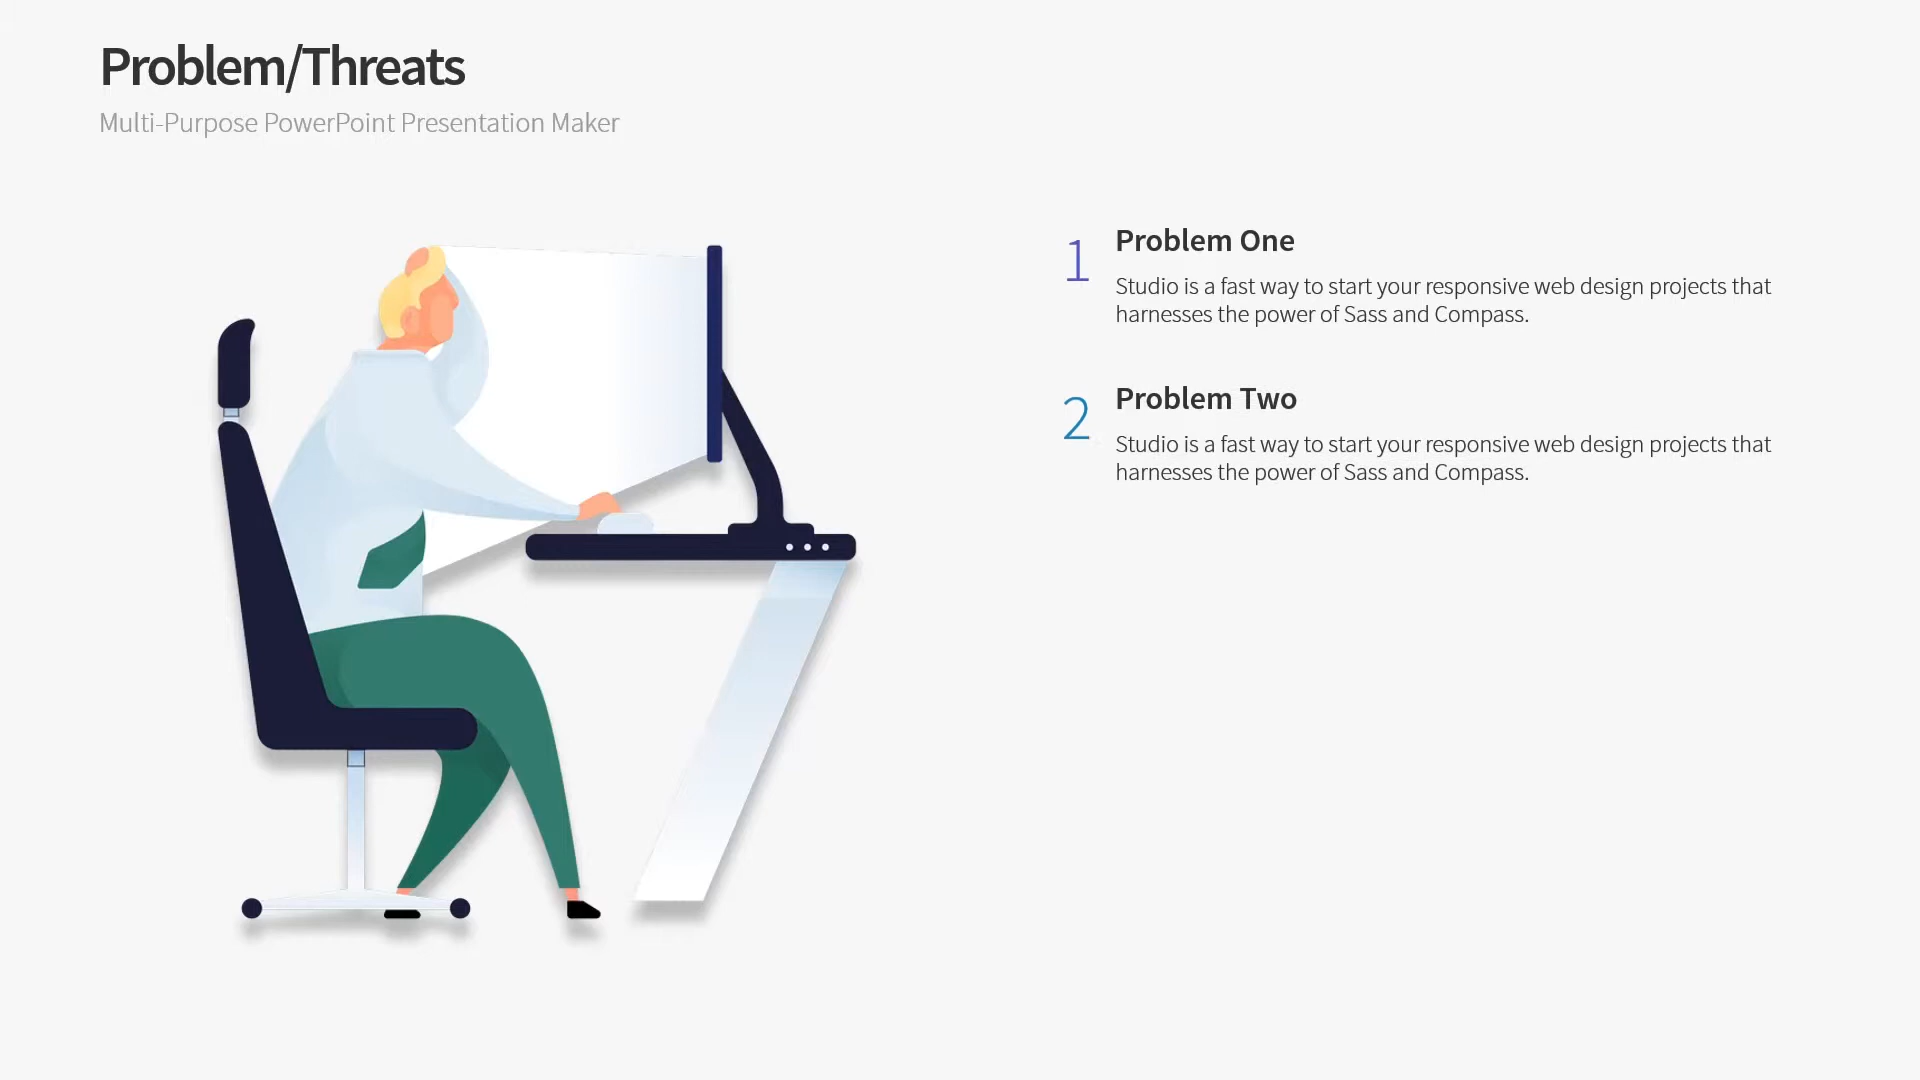 Problem/Threats
Multi-Purpose PowerPoint Presentation Maker
1
Problem One
Studio is a fast way to start your responsive web design projects that
harnesses the power of Sass and Compass.
2
Problem Two
Studio is a fast way to start your responsive web design projects that
harnesses the power of Sass and Compass.